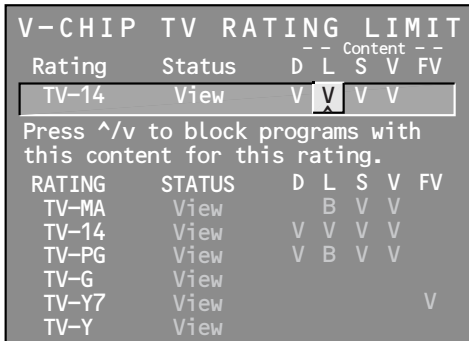 V-CHIP TV RATING LIMIT
-- Content --
Rating Status D L S V FV
TV-14 View V V V V
Press ^/v to block programs with
this content for this rating.
RATING STATUS D L S V FV
TV-MA View B V V
TV-14 View V V V V
TV-PG View V B V V
TV-G View
TV-Y7 View V
TV-Y View